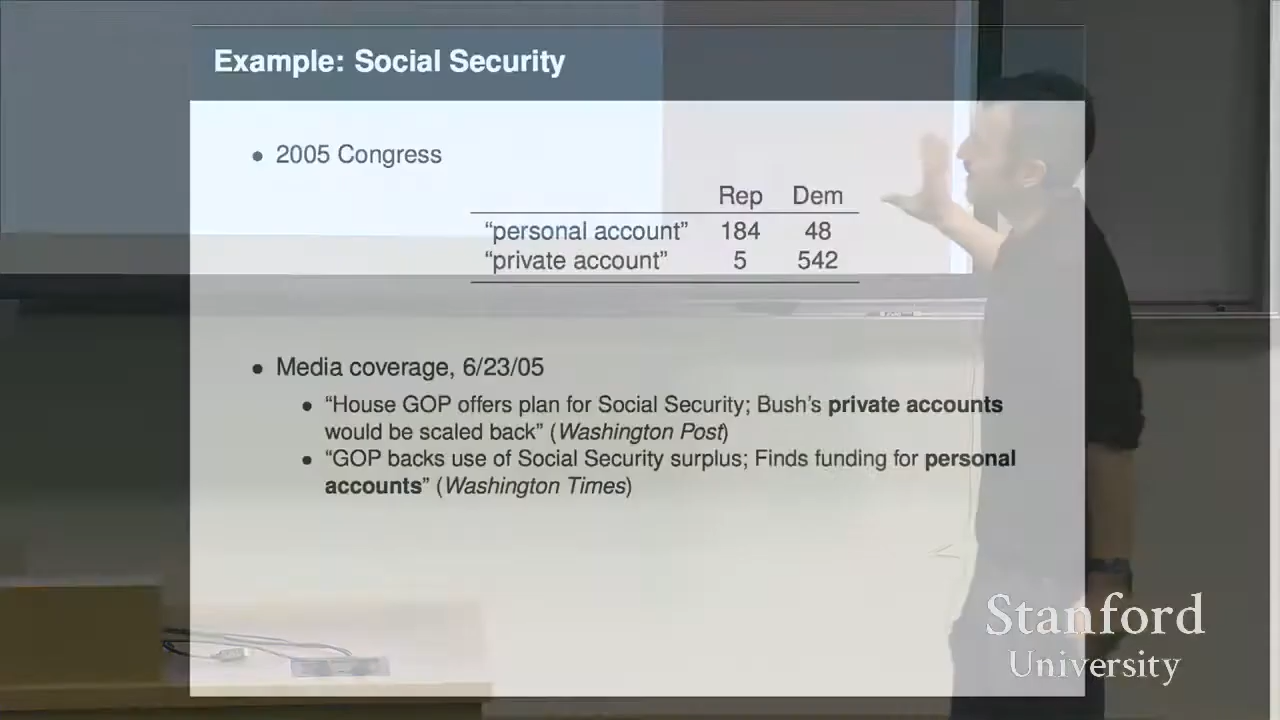 Example: Social Security
• 2005 Congress
Rep Dem
“personal account” 184 48
“private account” 5 542
• Media coverage, 6/23/05
• “House GOP offers plan for Social Security; Bush’s private accounts
would be scaled back” (Washington Post)
• “GOP backs use of Social Security surplus; Finds funding for personal
accounts” (Washington Times)
Stanford
University